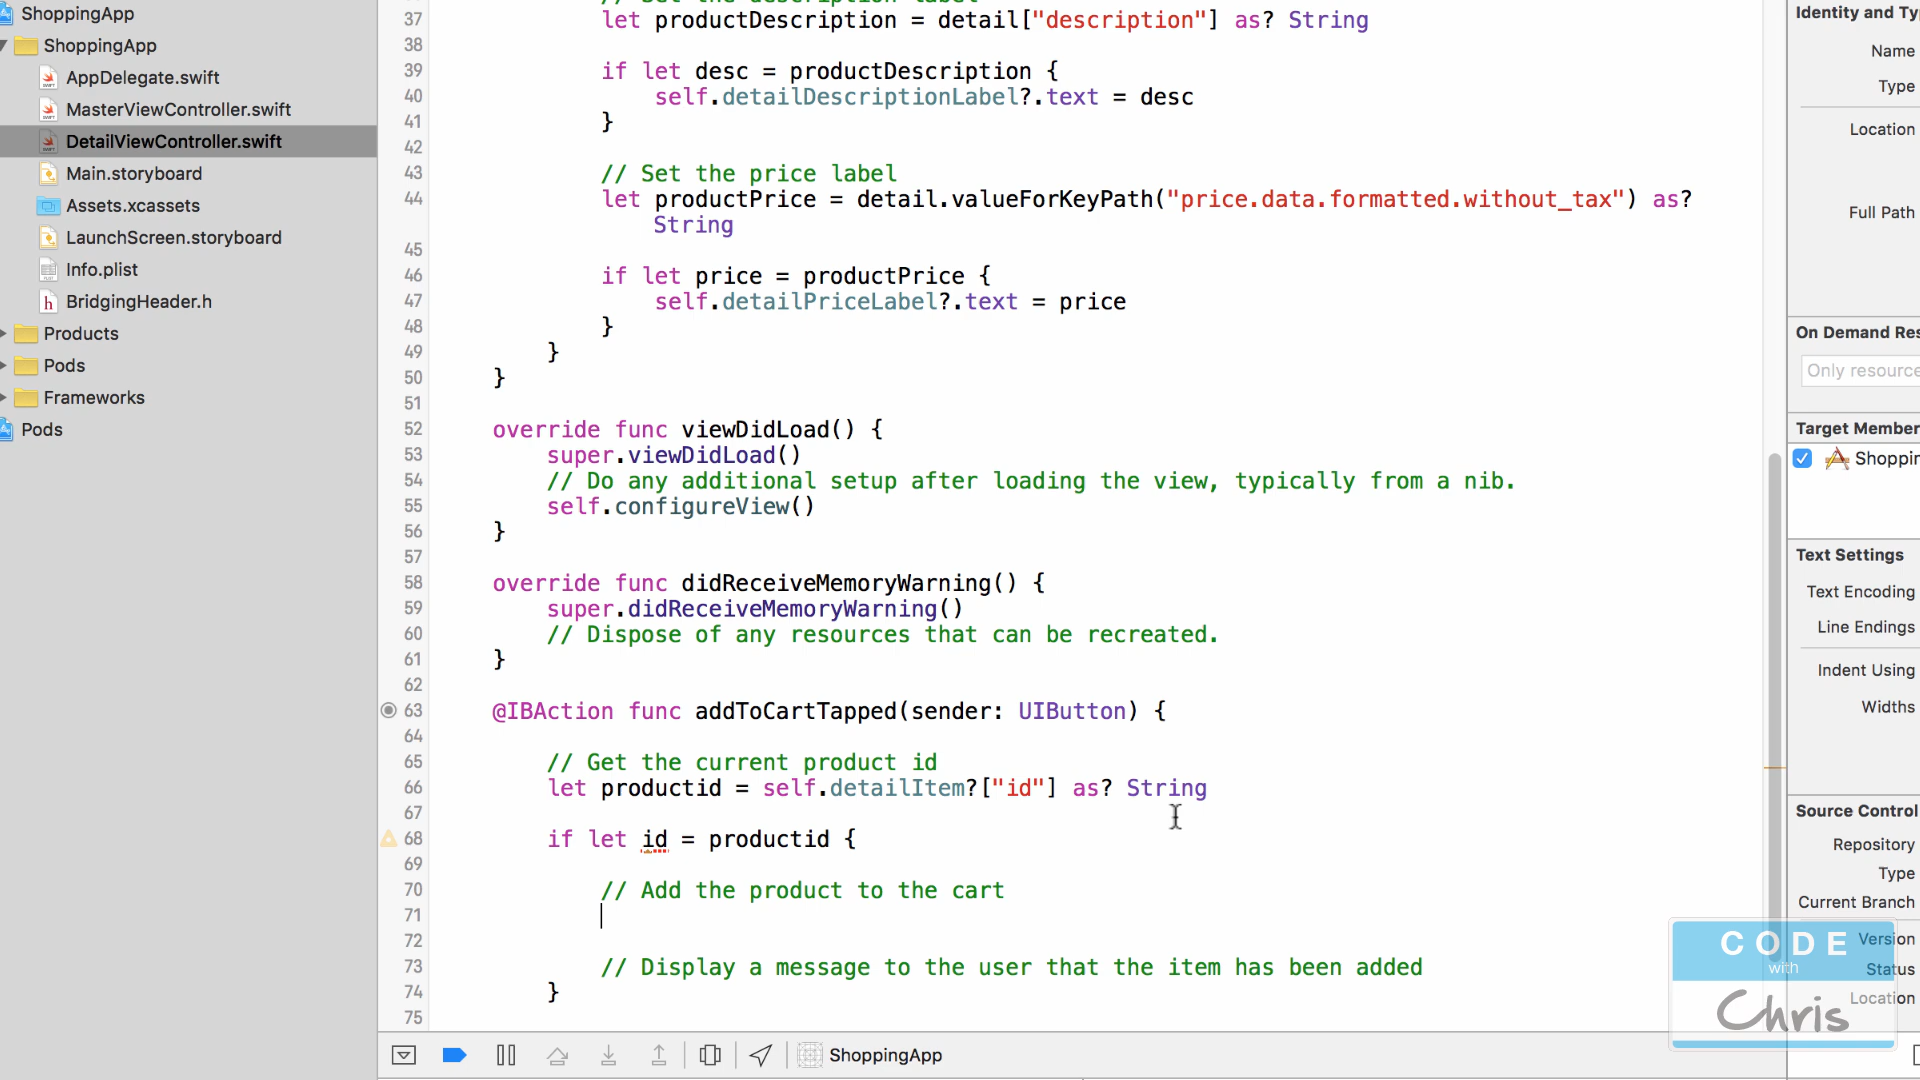 ShoppingApp
ShoppingApp
AppDelegate.swift
MasterViewController.swift
DetailViewController.swift
Main.storyboard
Assets.xcassets
LaunchScreen.storyboard
Info.plist
h BridgingHeader.h
Products
Pods
Frameworks
Pods
37 let productDescription = detail["description"] as? String
38
39 if let desc = productDescription {
40 self.detailDescriptionLabel?.text = desc
41 }
42
43 // Set the price label
44 let productPrice = detail.valueForKeyPath("price.data.formatted.without_tax") as?
String
45
46 if let price = productPrice {
47 self.detailPriceLabel?.text = price
48 }
49 }
50 }
51
52 override func viewDidLoad() {
53 super.viewDidLoad()
54 // Do any additional setup after loading the view, typically from a nib.
55 self.configureView()
56 }
57
58 override func didReceiveMemoryWarning() {
59 super.didReceiveMemoryWarning()
60 // Dispose of any resources that can be recreated.
61 }
62
63 @IBAction func addToCartTapped(sender: UIButton) {
64
65 // Get the current product id
66 let productid = self.detailItem?["id"] as? String
67
68 if let id = productid {
69
70 // Add the product to the cart
71
72
73 // Display a message to the user that the item has been added
74 }
75
ShoppingApp
Identity and Ty
Name
Type
Location
Full Path
On Demand Res
Only resource
Target Member
Shoppin
Text Settings
Text Encoding
Line Endings
Indent Using
Widths
Source Control
Repository
Type
Current Branch
Version
Status
Location
CODE
with
Chris